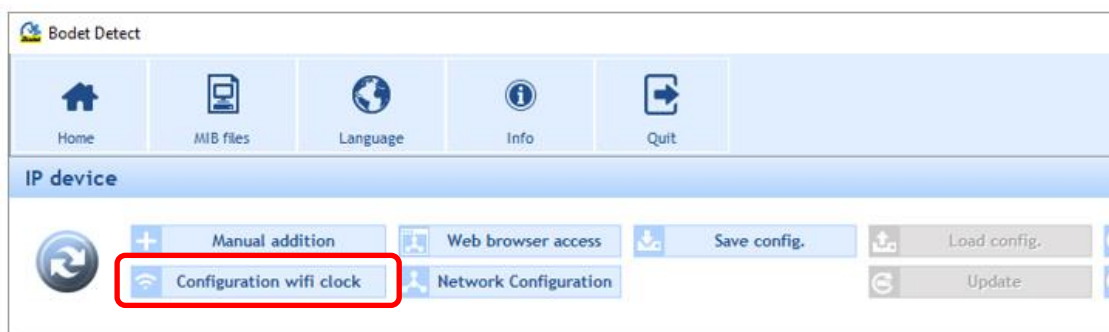 Bodet Detect
Home MIB files Language Info Quit
IP device
Manual addition Web browser access Save config. Load config.
Configuration wifi clock Network Configuration Update